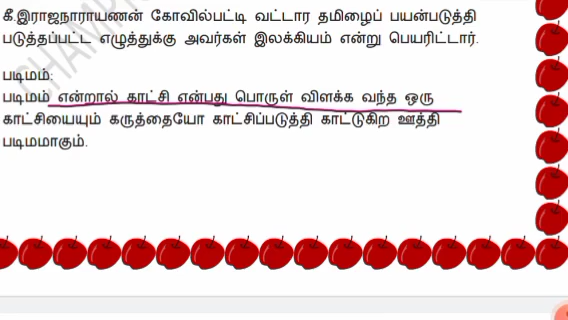 கீ.இராஜநாராயணன் கோவில்பட்டி வட்டார தமிழைப் பயன்படுத்தி
படுத்தப்பட்ட எழுத்துக்கு அவர்கள் இலக்கியம் என்று பெயரிட்டார்.
படிமம்:
படிமம் என்றால் காட்சி என்பது பொருள் விளக்க வந்த ஒரு
காட்சியையும் கருத்தையோ காட்சிப்படுத்தி காட்டுகிற ஊத்தி
படிமமாகும்.